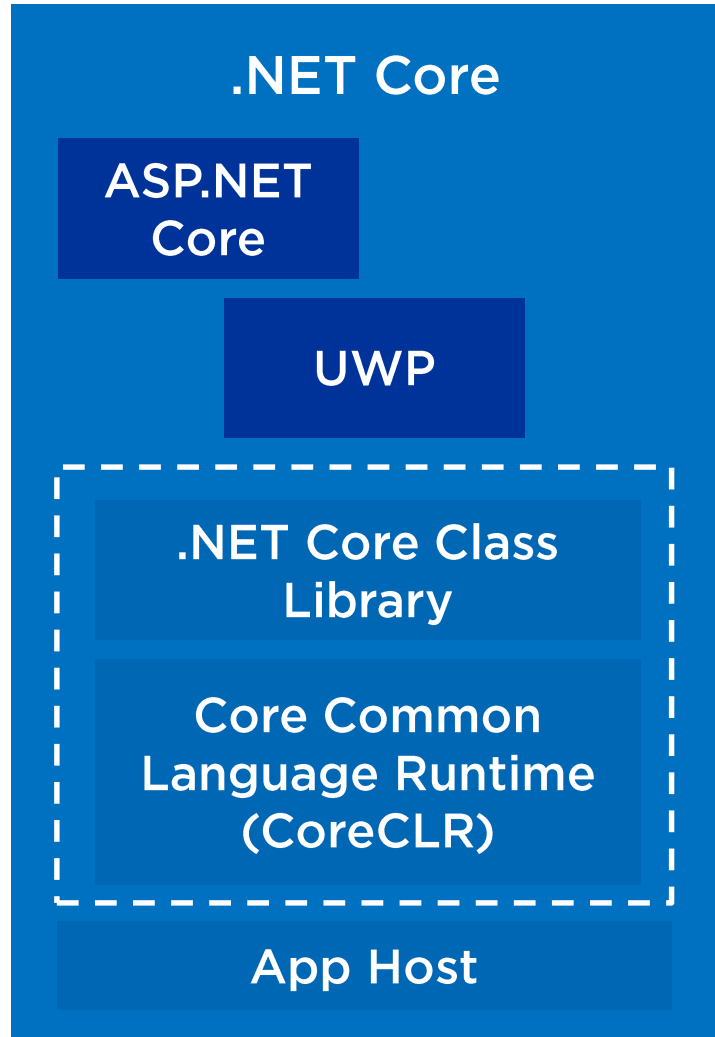 .NET Core
ASP.NET
Core
UWP
.NET Core Class
Library
Core Common
Language Runtime
(CoreCLR)
App Host